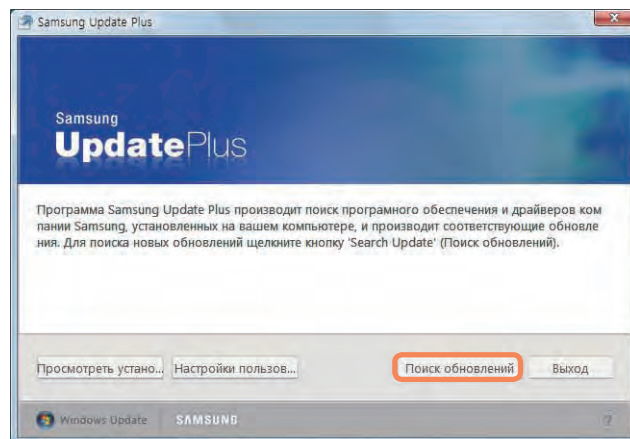 Samsung Update Plus
Samsung
UpdatePlus
Программа Samsung Update Plus производит поиск програмного обеспечения и драйверов ком
пании Samsung, установленных на вашем компьютере, и производит соответствующие обновле
ния. Для поиска новых обновлений щелкните кнопку 'Search Update' (Поиск обновлений).
Просмотреть устано... Настройки пользов... Поиск обновлений Выход
Windows Update SAMSUNG ?